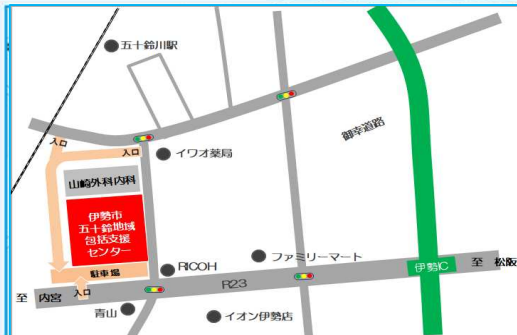 五十鈴川駅
御幸道路
入口
入口
イワオ薬局
山崎外科内科
伊勢市
五十鈴地域
包括支援
センター
ファミリーマート
至 松阪
伊勢IC
RICOH
駐車場
R23
至 内宮
入口
青山
イオン伊勢店